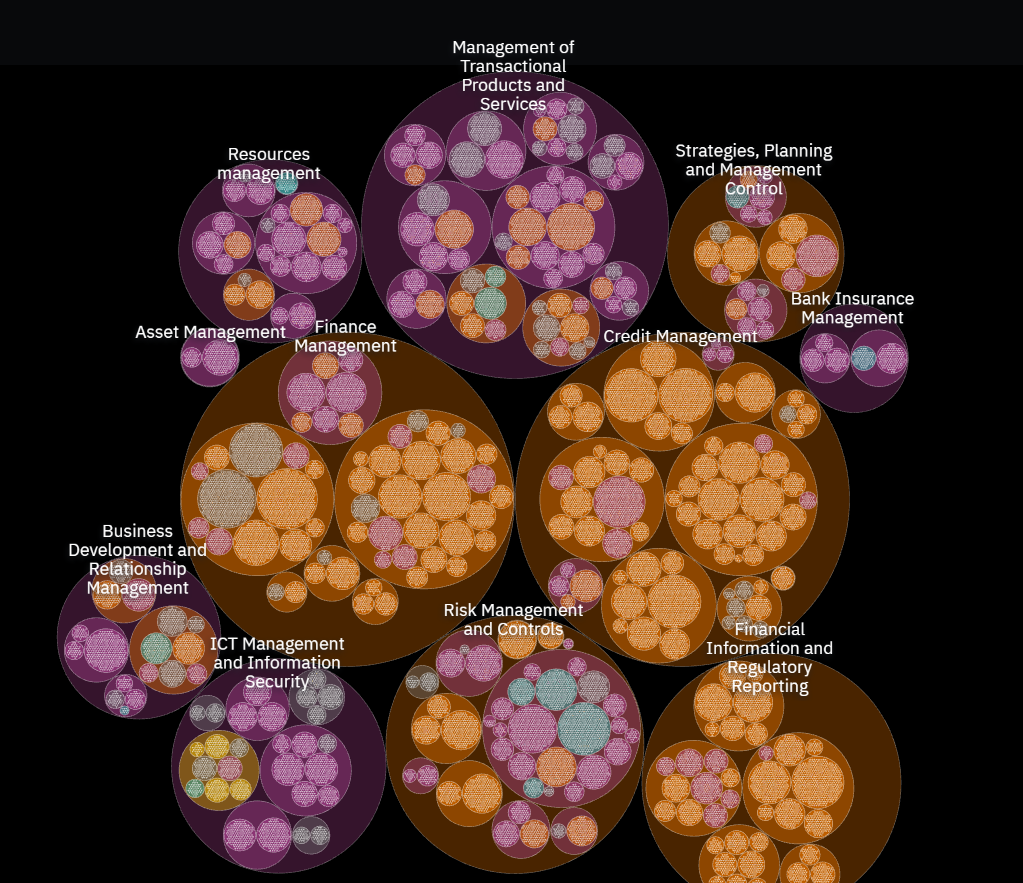 Management of
Transactional
Products and
Services
Resources
management
Strategies, Planning
and Management
Control
Bank Insurance
Management
Asset Management
Finance
Management
Credit Management
Business
Development and
Relationship
Management
Risk Management
and Controls
ICT Management
and Information
Security
Financial
Information and
Regulatory
Reporting